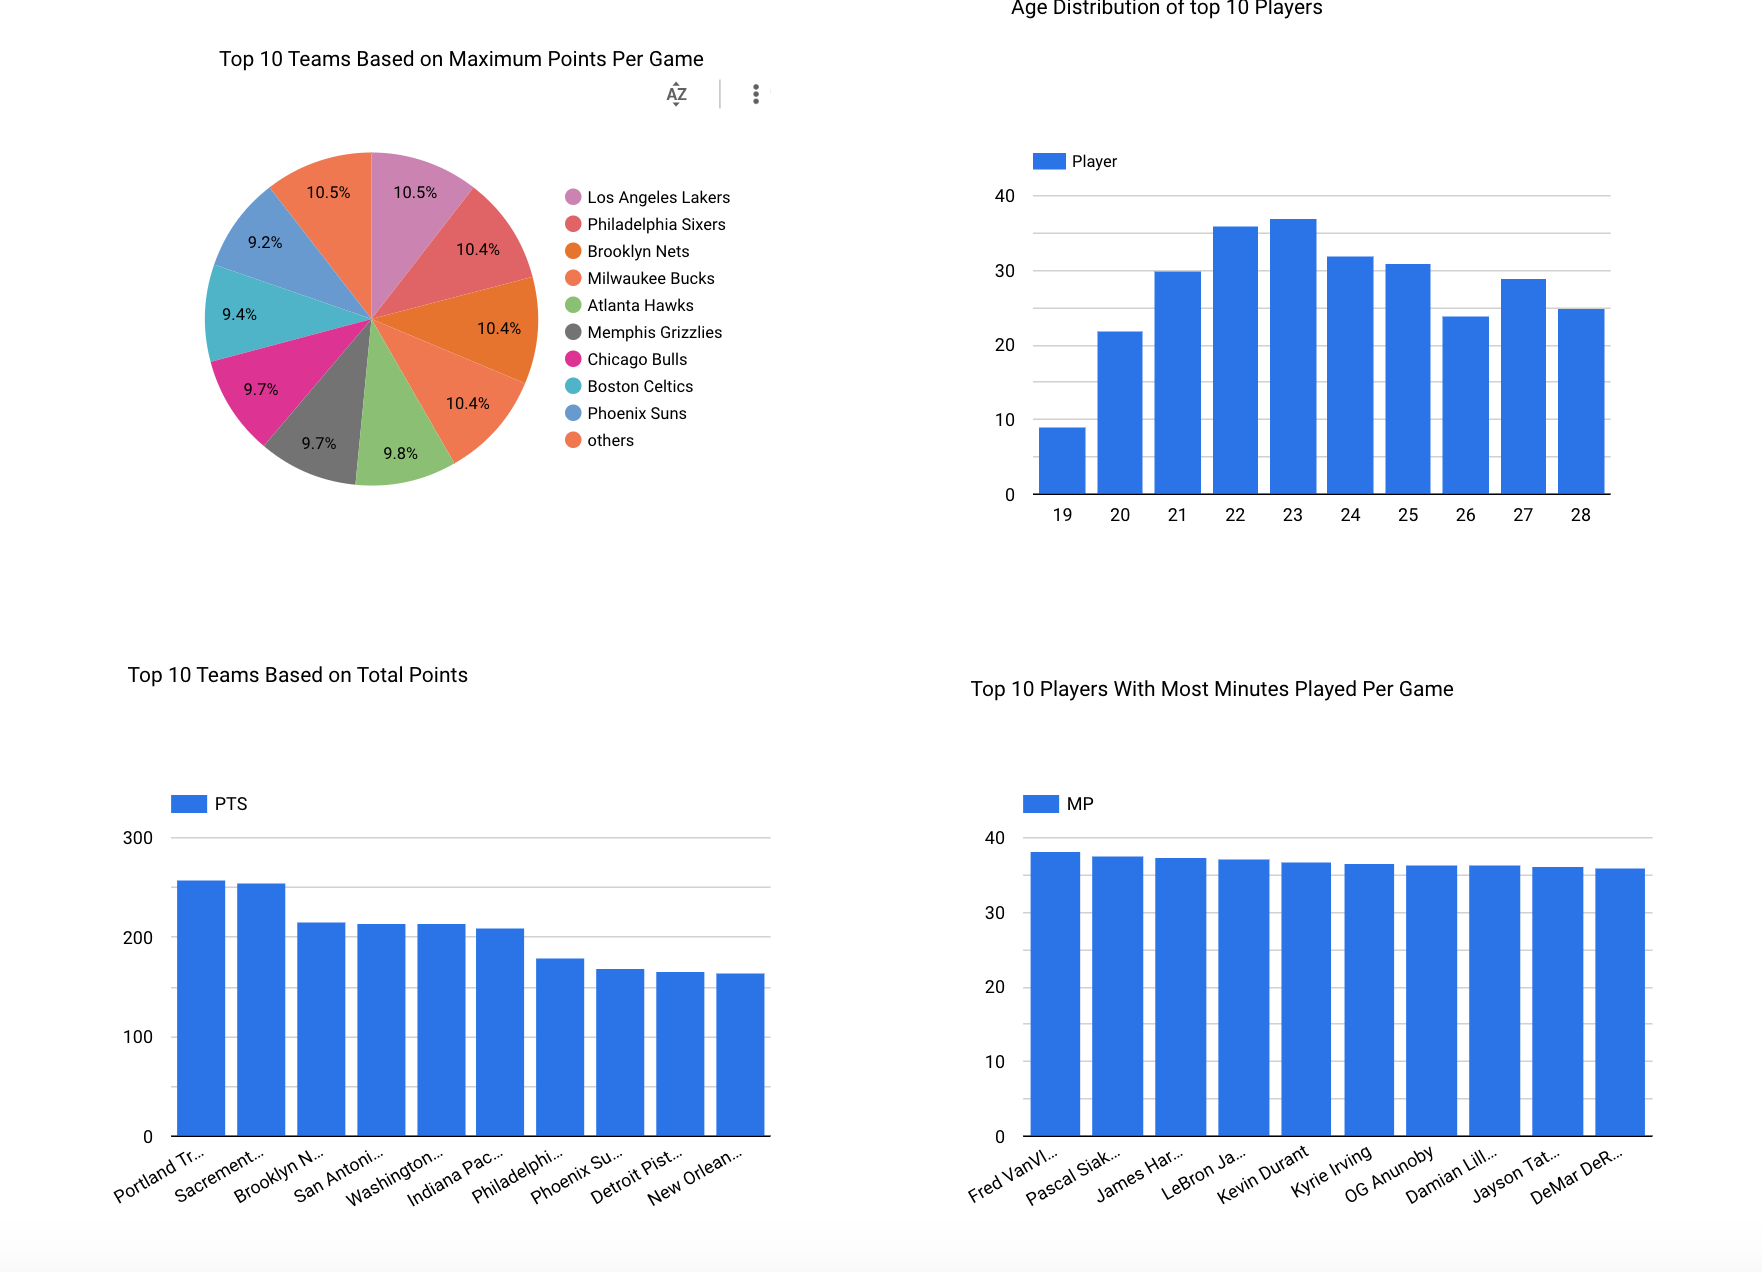 Top 10 Teams Based on Maximum Points Per Game
AZ
10.5%
10.5%
10.4%
10.4%
10.4%
9.8%
9.7%
9.7%
9.4%
9.2%
Los Angeles Lakers
Philadelphia Sixers
Brooklyn Nets
Milwaukee Bucks
Atlanta Hawks
Memphis Grizzlies
Chicago Bulls
Boston Celtics
Phoenix Suns
others
Age Distribution of top 10 Players
Player
40
30
20
10
0
19 20 21 22 23 24 25 26 27 28
Top 10 Teams Based on Total Points
PTS
300
200
100
0
Portland Tr...
Sacrement...
Brooklyn N...
San Antoni...
Washington...
Indiana Pac...
Philadelphi...
Phoenix Su...
Detroit Pist...
New Orlean...
Top 10 Players With Most Minutes Played Per Game
MP
40
30
20
10
0
Fred VanVl...
Pascal Siak...
James Har...
LeBron Ja...
Kevin Durant
Kyrie Irving
OG Anunoby
Damian Lill...
Jayson Tat...
DeMar DeR...